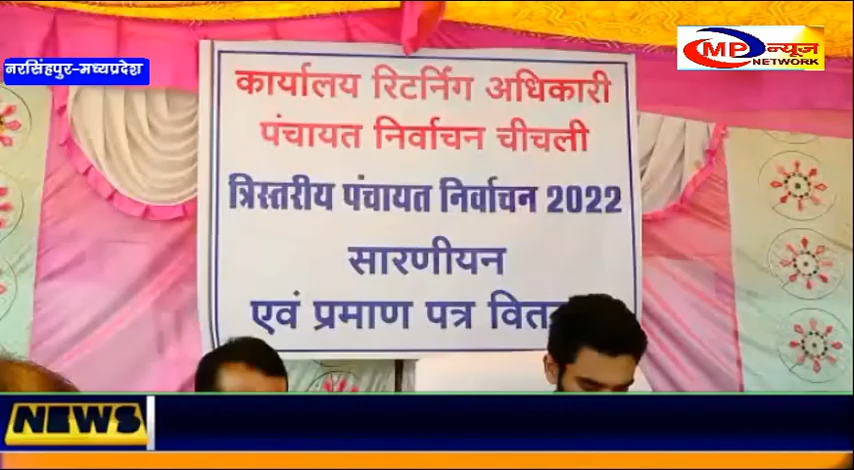 नरसिंहपुर-मध्यप्रदेश
MP न्यूज
NETWORK
कार्यालय रिटर्निग अधिकारी
पंचायत निर्वाचन चीचली
त्रिस्तरीय पंचायत निर्वाचन 2022
सारणीयन
एवं प्रमाण पत्र
NEWS